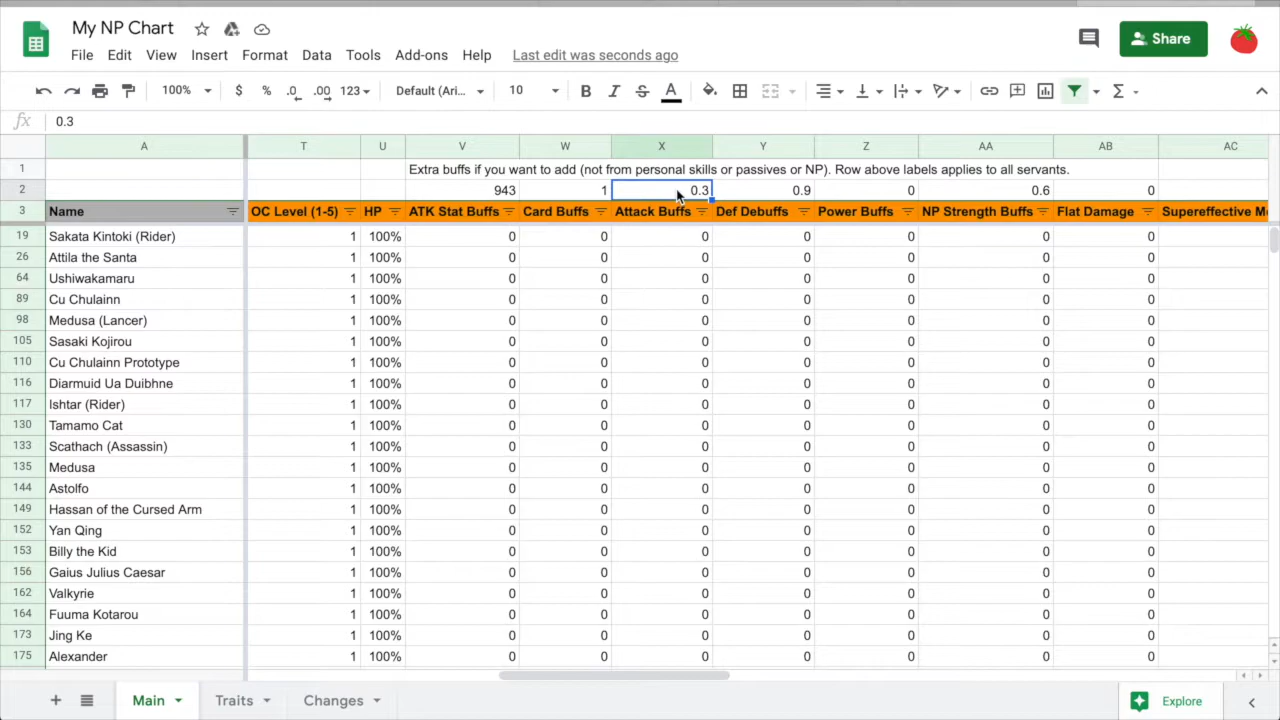 My NP Chart
File Edit View Insert Format Data Tools Add-ons Help Last edit was seconds ago
Share
100% $ % .0 .00 123 Default (Ari... 10 B I S A Σ
fx 0.3
A T U V W X Y Z AA AB AC
1 Extra buffs if you want to add (not from personal skills or passives or NP). Row above labels applies to all servants.
2 943 1 0.3 0.9 0 0.6 0
3 Name OC Level (1-5) HP ATK Stat Buffs Card Buffs Attack Buffs Def Debuffs Power Buffs NP Strength Buffs Flat Damage Supereffective M
19 Sakata Kintoki (Rider) 1 100% 0 0 0 0 0 0 0
26 Attila the Santa 1 100% 0 0 0 0 0 0 0
64 Ushiwakamaru 1 100% 0 0 0 0 0 0 0
89 Cu Chulainn 1 100% 0 0 0 0 0 0 0
98 Medusa (Lancer) 1 100% 0 0 0 0 0 0 0
105 Sasaki Kojirou 1 100% 0 0 0 0 0 0 0
110 Cu Chulainn Prototype 1 100% 0 0 0 0 0 0 0
116 Diarmuid Ua Duibhne 1 100% 0 0 0 0 0 0 0
117 Ishtar (Rider) 1 100% 0 0 0 0 0 0 0
130 Tamamo Cat 1 100% 0 0 0 0 0 0 0
133 Scathach (Assassin) 1 100% 0 0 0 0 0 0 0
135 Medusa 1 100% 0 0 0 0 0 0 0
144 Astolfo 1 100% 0 0 0 0 0 0 0
149 Hassan of the Cursed Arm 1 100% 0 0 0 0 0 0 0
152 Yan Qing 1 100% 0 0 0 0 0 0 0
153 Billy the Kid 1 100% 0 0 0 0 0 0 0
156 Gaius Julius Caesar 1 100% 0 0 0 0 0 0 0
162 Valkyrie 1 100% 0 0 0 0 0 0 0
164 Fuuma Kotarou 1 100% 0 0 0 0 0 0 0
173 Jing Ke 1 100% 0 0 0 0 0 0 0
175 Alexander 1 100% 0 0 0 0 0 0 0
Main Traits Changes Explore